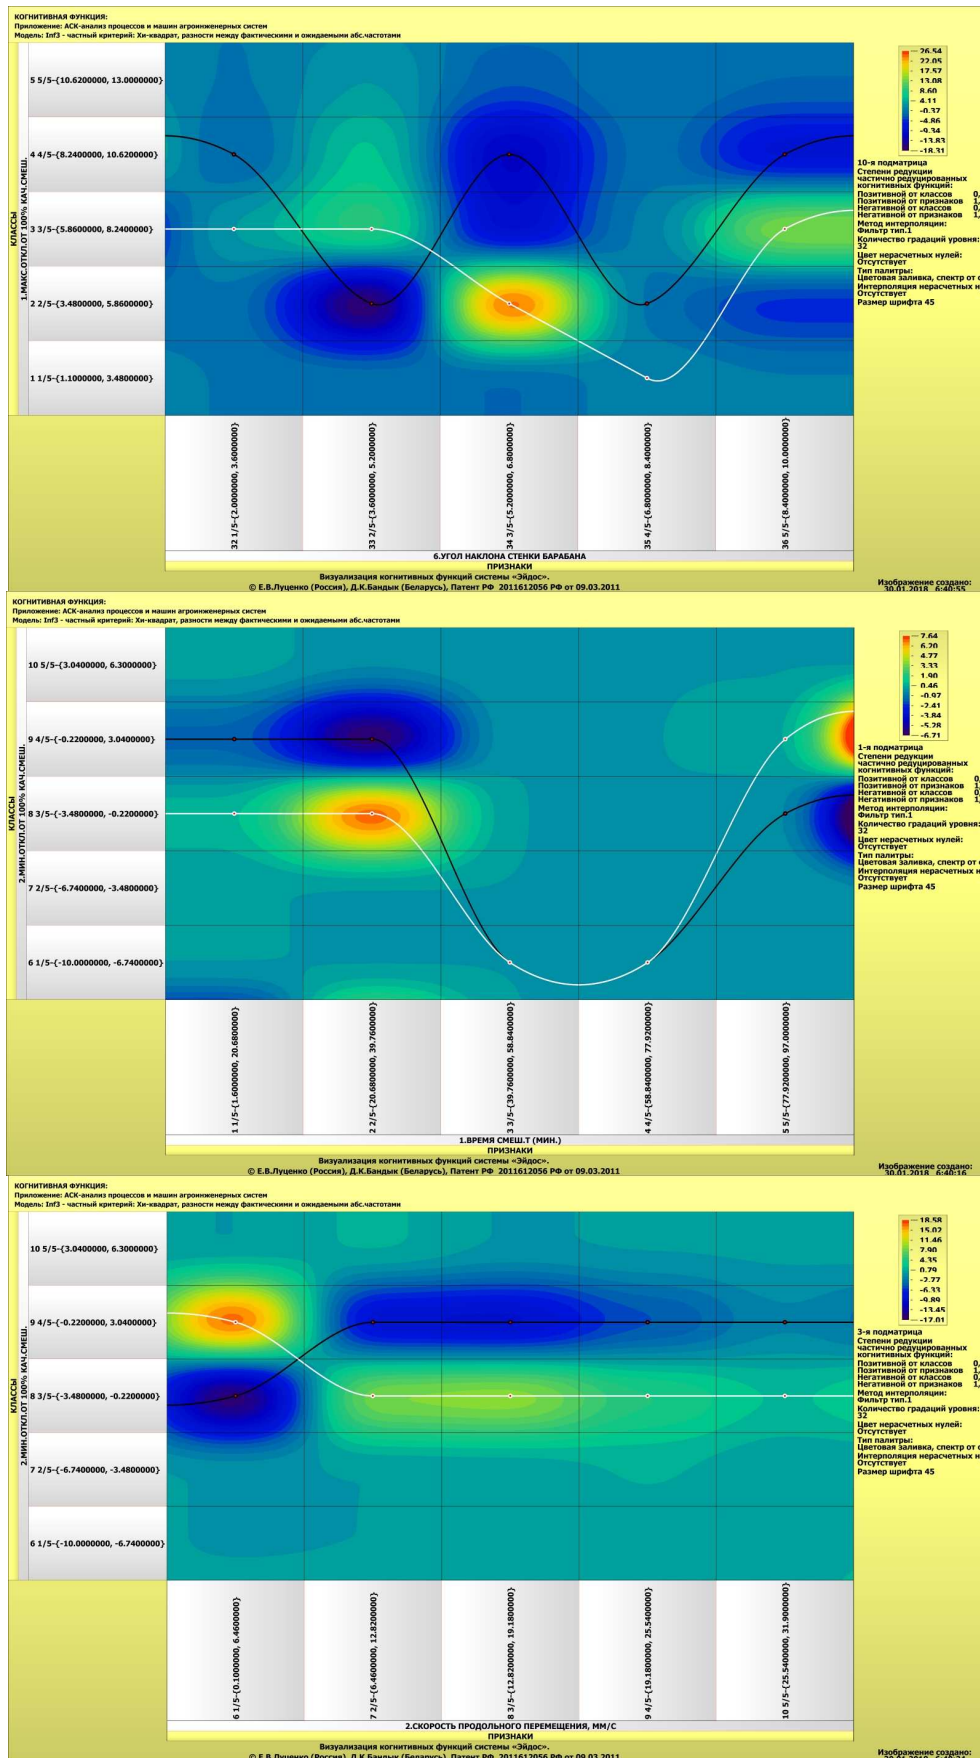 КОГНИТИВНАЯ ФУНКЦИЯ:
Приложение: АСК-анализ процессов и машин агроинженерных систем
Модель: Inf3 - частный критерий: Хи-квадрат, разности между фактическими и ожидаемыми абс.частотами
КЛАССЫ
1.МАКС.ОТКЛ.ОТ 100% КАЧ.СМЕШ.
5 5/5-{10.6200000, 13.0000000}
4 4/5-{8.2400000, 10.6200000}
3 3/5-{5.8600000, 8.2400000}
2 2/5-{3.4800000, 5.8600000}
1 1/5-{1.1000000, 3.4800000}
26.54
22.05
17.57
13.08
8.60
4.11
-0.37
-4.86
-9.34
-13.83
-18.31
10-я подматрица
Степени редукции
частично редуцированных
когнитивных функций:
Позитивной от классов 0,
Позитивной от признаков 1,
Негативной от классов 0,
Негативной от признаков 1,
Метод интерполяции:
Фильтр тип.1
Количество градаций уровня:
32
Цвет нерасчетных нулей:
Отсутствует
Тип палитры:
Цветовая заливка, спектр от
Интерполяция нерасчетных
Отсутствует
Размер шрифта 45
32 1/5-{2.0000000, 3.6000000}
33 2/5-{3.6000000, 5.2000000}
34 3/5-{5.2000000, 6.8000000}
35 4/5-{6.8000000, 8.4000000}
36 5/5-{8.4000000, 10.0000000}
6.УГОЛ НАКЛОНА СТЕНКИ БАРАБАНА
ПРИЗНАКИ
Визуализация когнитивных функций системы «Эйдос».
© Е.В.Луценко (Россия), Д.К.Бандык (Беларусь), Патент РФ 2011612056 РФ от 09.03.2011
Изображение создано:
30.01.2018 6:40:55
КОГНИТИВНАЯ ФУНКЦИЯ:
Приложение: АСК-анализ процессов и машин агроинженерных систем
Модель: Inf3 - частный критерий: Хи-квадрат, разности между фактическими и ожидаемыми абс.частотами
КЛАССЫ
2.МИН.ОТКЛ.ОТ 100% КАЧ.СМЕШ.
10 5/5-{3.0400000, 6.3000000}
9 4/5-{-0.2200000, 3.0400000}
8 3/5-{-3.4800000, -0.2200000}
7 2/5-{-6.7400000, -3.4800000}
6 1/5-{-10.0000000, -6.7400000}
7.64
6.20
4.77
3.33
1.90
0.46
-0.97
-2.41
-3.84
-5.28
-6.71
1-я подматрица
Степени редукции
частично редуцированных
когнитивных функций:
Позитивной от классов 0,
Позитивной от признаков 1,
Негативной от классов 0,
Негативной от признаков 1,
Метод интерполяции:
Фильтр тип.1
Количество градаций уровня:
32
Цвет нерасчетных нулей:
Отсутствует
Тип палитры:
Цветовая заливка, спектр от
Интерполяция нерасчетных
Отсутствует
Размер шрифта 45
1 1/5-{1.6000000, 20.6800000}
2 2/5-{20.6800000, 39.7600000}
3 3/5-{39.7600000, 58.8400000}
4 4/5-{58.8400000, 77.9200000}
5 5/5-{77.9200000, 97.0000000}
1.ВРЕМЯ СМЕШ.Т (МИН.)
ПРИЗНАКИ
Визуализация когнитивных функций системы «Эйдос».
© Е.В.Луценко (Россия), Д.К.Бандык (Беларусь), Патент РФ 2011612056 РФ от 09.03.2011
Изображение создано:
30.01.2018 6:40:16
КОГНИТИВНАЯ ФУНКЦИЯ:
Приложение: АСК-анализ процессов и машин агроинженерных систем
Модель: Inf3 - частный критерий: Хи-квадрат, разности между фактическими и ожидаемыми абс.частотами
КЛАССЫ
2.МИН.ОТКЛ.ОТ 100% КАЧ.СМЕШ.
10 5/5-{3.0400000, 6.3000000}
9 4/5-{-0.2200000, 3.0400000}
8 3/5-{-3.4800000, -0.2200000}
7 2/5-{-6.7400000, -3.4800000}
6 1/5-{-10.0000000, -6.7400000}
18.58
15.02
11.46
7.90
4.35
0.79
-2.77
-6.33
-9.89
-13.45
-17.01
3-я подматрица
Степени редукции
частично редуцированных
когнитивных функций:
Позитивной от классов 0,
Позитивной от признаков 1,
Негативной от классов 0,
Негативной от признаков 1,
Метод интерполяции:
Фильтр тип.1
Количество градаций уровня:
32
Цвет нерасчетных нулей:
Отсутствует
Тип палитры:
Цветовая заливка, спектр от
Интерполяция нерасчетных
Отсутствует
Размер шрифта 45
6 1/5-{0.1000000, 6.4600000}
7 2/5-{6.4600000, 12.8200000}
8 3/5-{12.8200000, 19.1800000}
9 4/5-{19.1800000, 25.5400000}
10 5/5-{25.5400000, 31.9000000}
2.СКОРОСТЬ ПРОДОЛЬНОГО ПЕРЕМЕЩЕНИЯ, ММ/С
ПРИЗНАКИ
Визуализация когнитивных функций системы «Эйдос».
© Е.В.Луценко (Россия), Д.К.Бандык (Беларусь), Патент РФ 2011612056 РФ от 09.03.2011
Изображение создано: